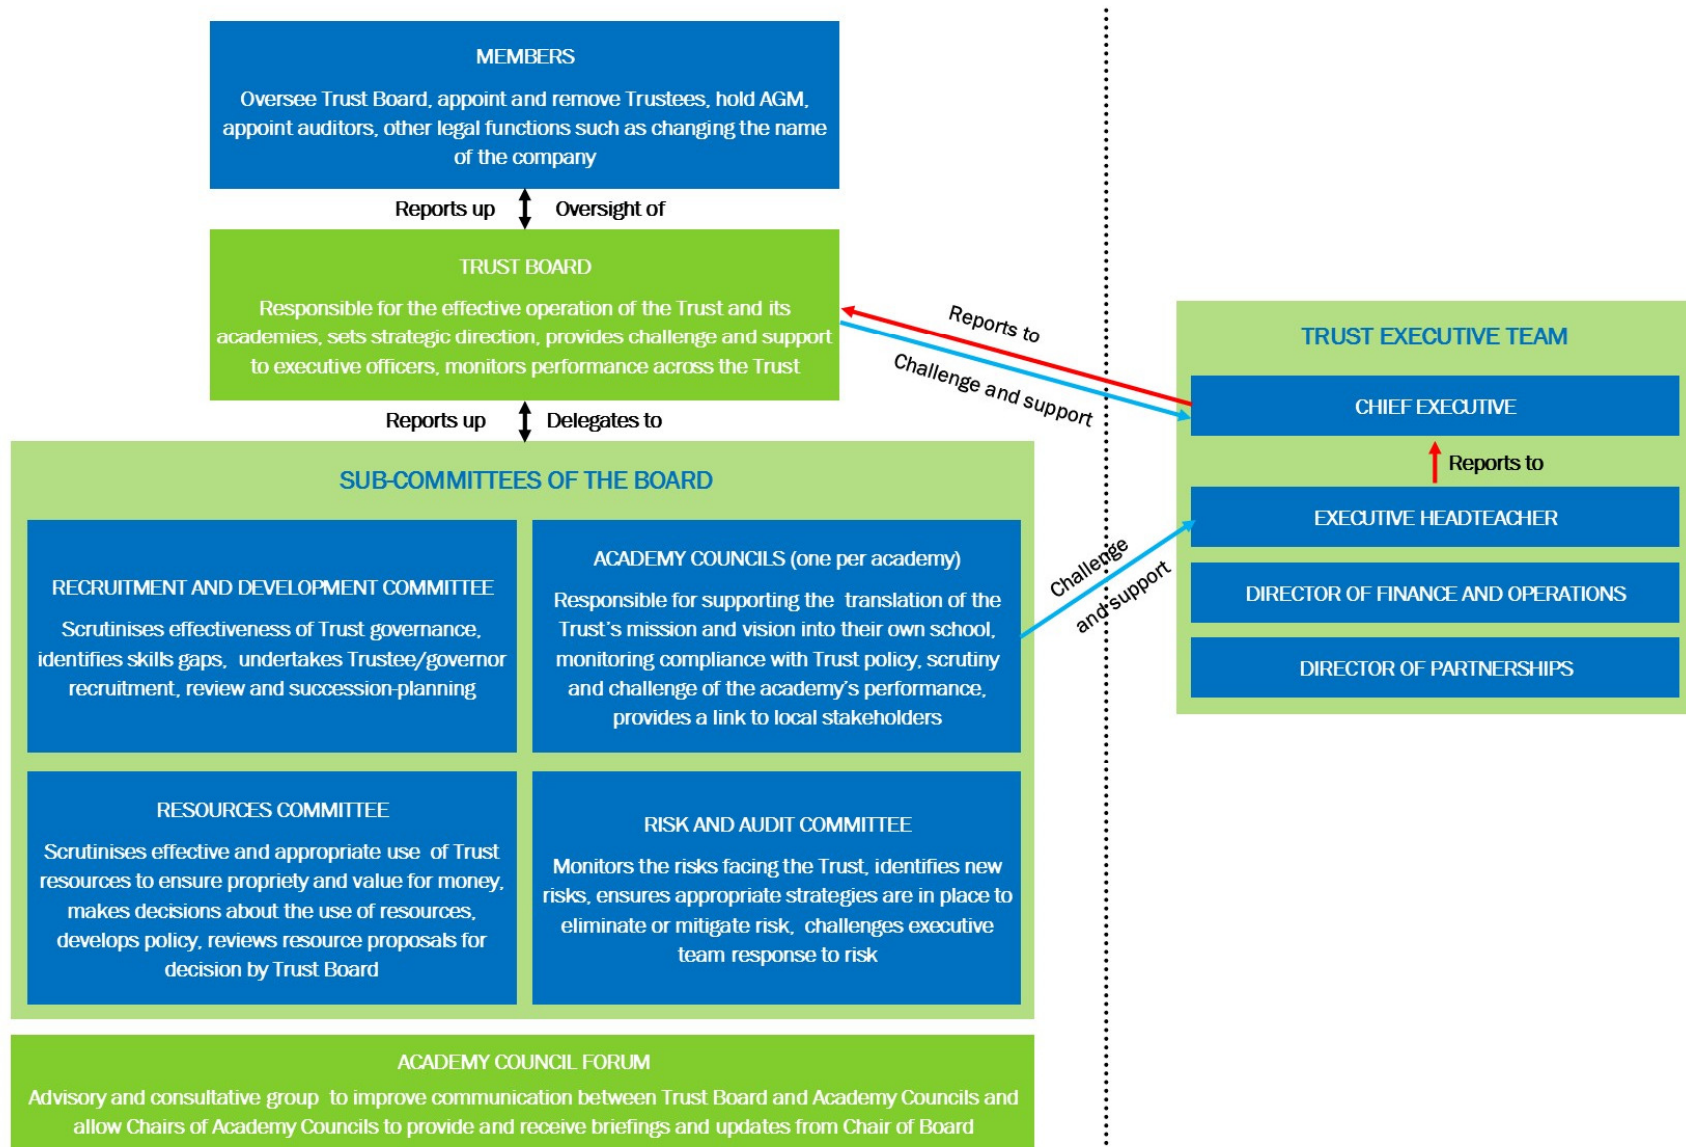 MEMBERS
Oversee Trust Board, appoint and remove Trustees, hold AGM,
appoint auditors, other legal functions such as changing the name
of the company
Reports up
Oversight of
TRUST BOARD
Responsible for the effective operation of the Trust and its
academies, sets strategic direction, provides challenge and support
to executive officers, monitors performance across the Trust
Reports up
Delegates to
Reports to
Challenge and support
SUB-COMMITTEES OF THE BOARD
RECRUITMENT AND DEVELOPMENT COMMITTEE
Scrutinises effectiveness of Trust governance,
identifies skills gaps, undertakes Trustee/governor
recruitment, review and succession-planning
ACADEMY COUNCILS (one per academy)
Responsible for supporting the translation of the
Trust's mission and vision into their own school,
monitoring compliance with Trust policy, scrutiny
and challenge of the academy's performance,
provides a link to local stakeholders
RESOURCES COMMITTEE
Scrutinises effective and appropriate use of Trust
resources to ensure propriety and value for money,
makes decisions about the use of resources,
develops policy, reviews resource proposals for
decision by Trust Board
RISK AND AUDIT COMMITTEE
Monitors the risks facing the Trust, identifies new
risks, ensures appropriate strategies are in place to
eliminate or mitigate risk, challenges executive
team response to risk
Challenge
and support
TRUST EXECUTIVE TEAM
CHIEF EXECUTIVE
Reports to
EXECUTIVE HEADTEACHER
DIRECTOR OF FINANCE AND OPERATIONS
DIRECTOR OF PARTNERSHIPS
ACADEMY COUNCIL FORUM
Advisory and consultative group to improve communication between Trust Board and Academy Councils and
allow Chairs of Academy Councils to provide and receive briefings and updates from Chair of Board